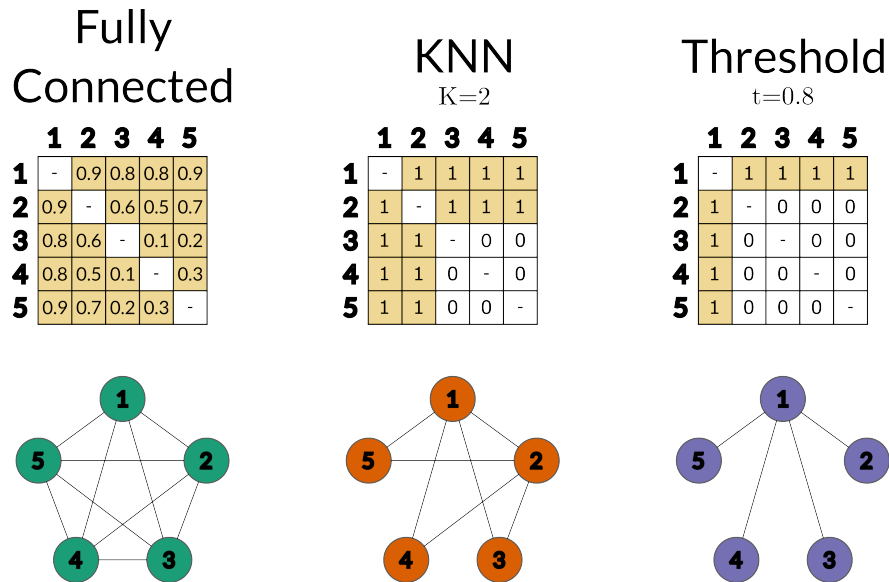 Fully
Connected
1 2 3 4 5
1 - 0.9 0.8 0.8 0.9
2 0.9 - 0.6 0.5 0.7
3 0.8 0.6 - 0.1 0.2
4 0.8 0.5 0.1 - 0.3
5 0.9 0.7 0.2 0.3 -
1
5 2
4 3
KNN
K=2
1 2 3 4 5
1 - 1 1 1 1
2 1 - 1 1 1
3 1 1 - 0 0
4 1 1 0 - 0
5 1 1 0 0 -
1
5 2
4 3
Threshold
t=0.8
1 2 3 4 5
1 - 1 1 1 1
2 1 - 0 0 0
3 1 0 - 0 0
4 1 0 0 - 0
5 1 0 0 0 -
1
5 2
4 3